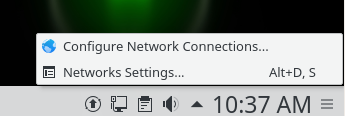 Configure Network Connections...
Networks Settings... Alt+D, S
10:37 AM